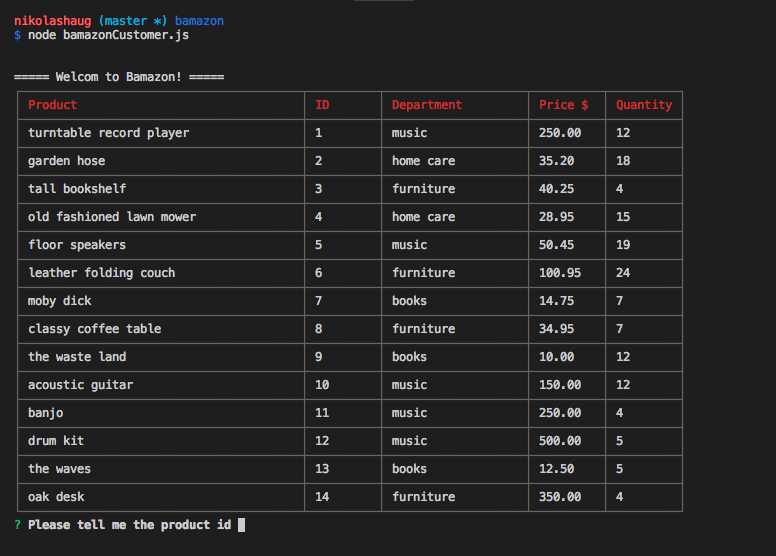 nikolashaug (master *) bamazon
$ node bamazonCustomer.js
===== Welcom to Bamazon! =====
Product ID Department Price $ Quantity
turntable record player 1 music 250.00 12
garden hose 2 home care 35.20 18
tall bookshelf 3 furniture 40.25 4
old fashioned lawn mower 4 home care 28.95 15
floor speakers 5 music 50.45 19
leather folding couch 6 furniture 100.95 24
moby dick 7 books 14.75 7
classy coffee table 8 furniture 34.95 7
the waste land 9 books 10.00 12
acoustic guitar 10 music 150.00 12
banjo 11 music 250.00 4
drum kit 12 music 500.00 5
the waves 13 books 12.50 5
oak desk 14 furniture 350.00 4
? Please tell me the product id